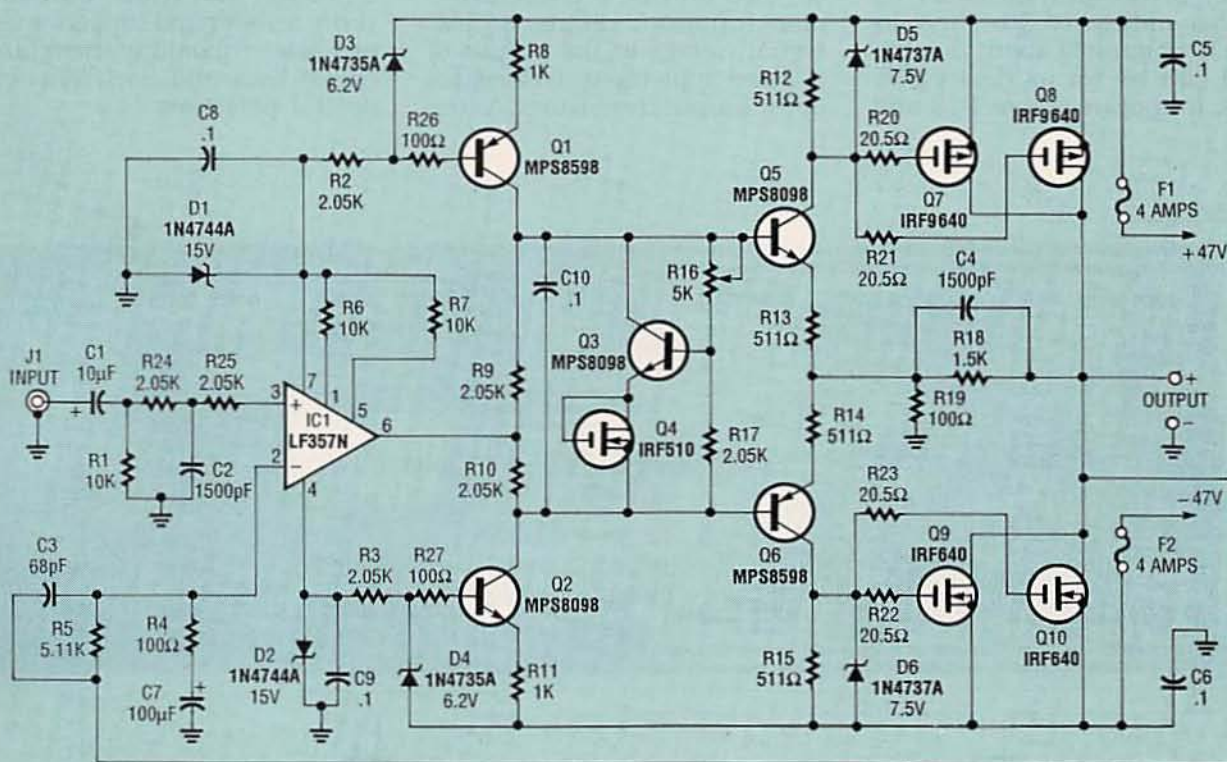 D3
1N4735A
6.2V
R8
1K
D5
1N4737A
7.5V
C5
.1
R12
511Ω
R20
20.5Ω
Q8
IRF9640
C8
.1
R26
100Ω
R2
2.05K
Q1
MPS8598
Q5
MPS8098
Q7
IRF9640
R21
20.5Ω
F1
4 AMPS
+47V
D1
1N4744A
15V
R6
10K
R7
10K
C10
.1
R16
5K
Q3
MPS8098
R13
511Ω
C4
1500pF
R18
1.5K
J1
INPUT
C1
10μF
+
R24
2.05K
R25
2.05K
3
+
7
1
5
IC1
LF357N
6
2
−
4
R9
2.05K
Q4
IRF510
R17
2.05K
R14
511Ω
R19
100Ω
+
OUTPUT
-
R1
10K
C2
1500pF
R10
2.05K
R23
20.5Ω
-47V
C3
68pF
R5
5.11K
R4
100Ω
C7
100μF
+
D2
1N4744A
15V
C9
.1
R3
2.05K
R27
100Ω
D4
1N4735A
6.2V
Q2
MPS8098
R11
1K
Q6
MPS8598
Q9
IRF640
R22
20.5Ω
R15
511Ω
D6
1N4737A
7.5V
Q10
IRF640
F2
4 AMPS
C6
.1